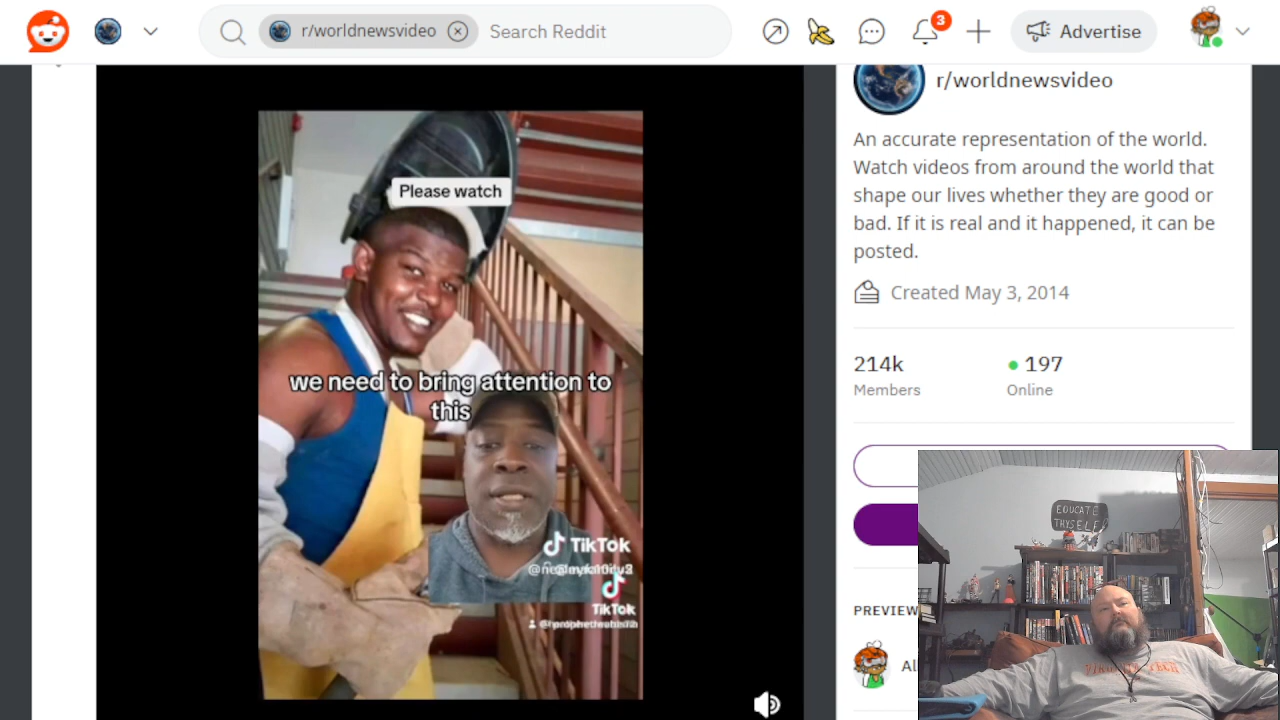 r/worldnewsvideo
Search Reddit
3
Advertise
Please watch
we need to bring attention to
this
TikTok
TikTok
r/worldnewsvideo
An accurate representation of the world.
Watch videos from around the world that
shape our lives whether they are good or
bad. If it is real and it happened, it can be
posted.
Created May 3, 2014
214k
197
Members
Online
PREVIEW
Al
EDUCATE
THYSELF